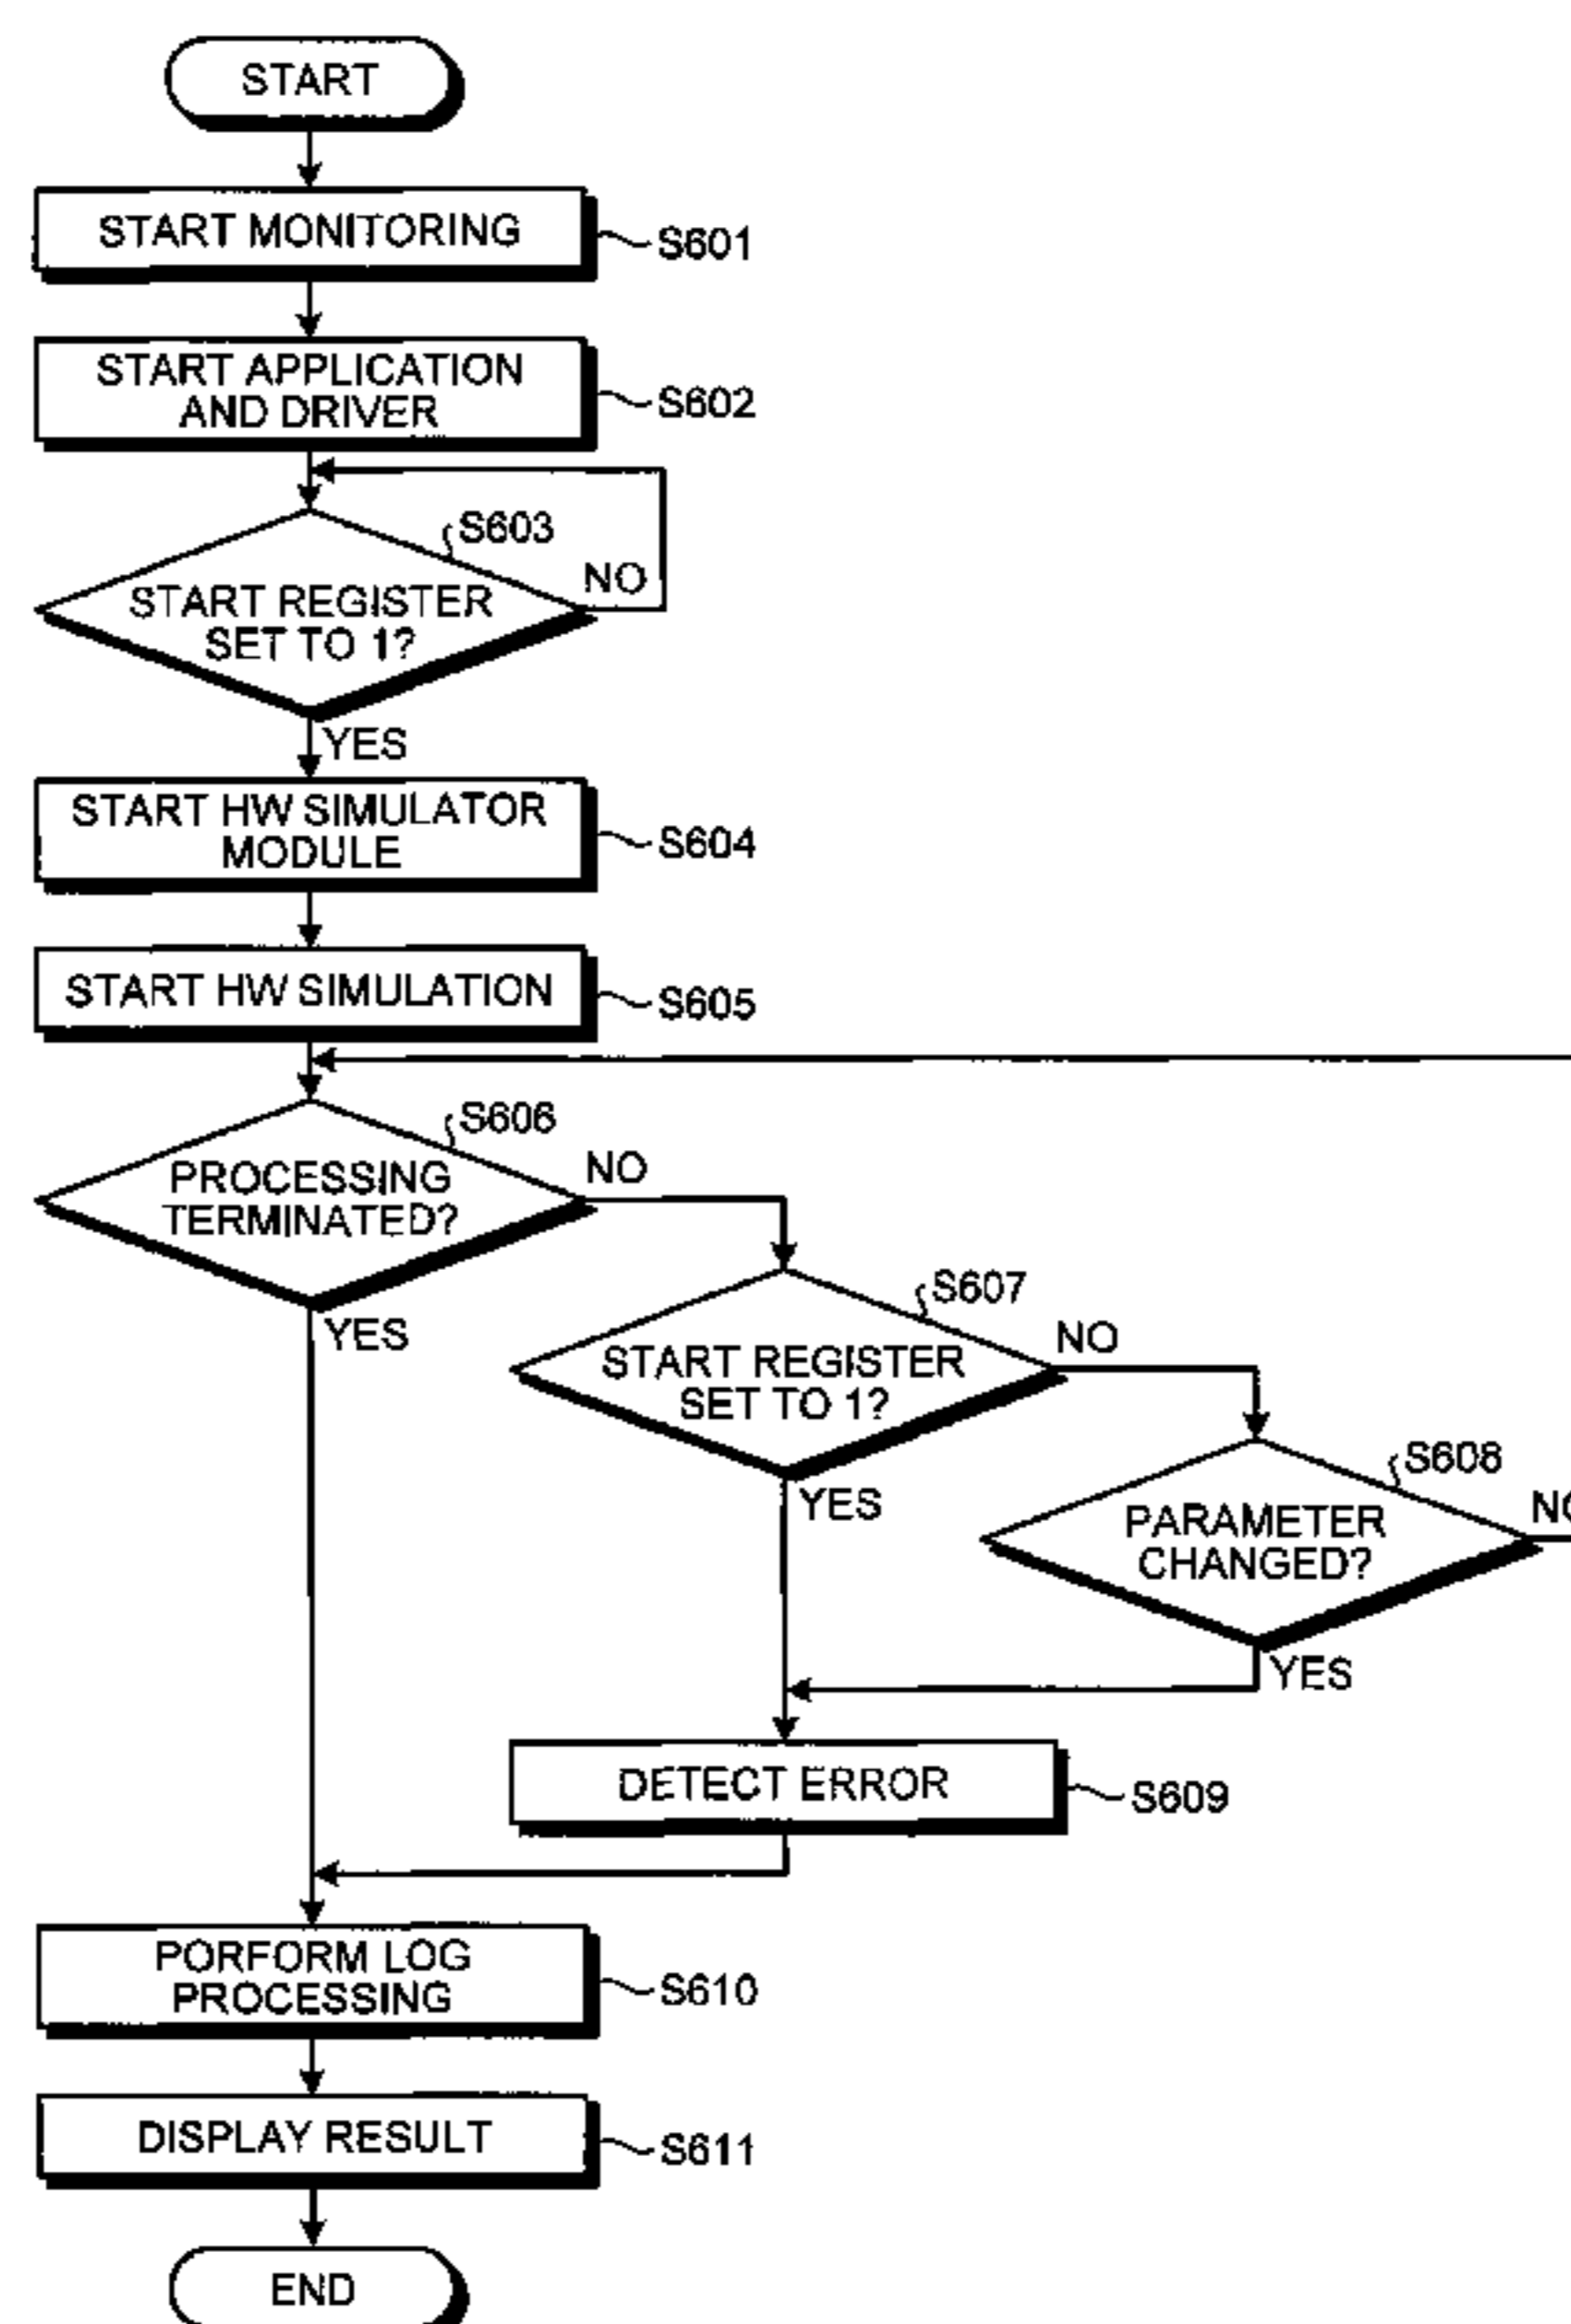 START
START MONITORING
S601
START APPLICATION
AND DRIVER
S602
S603
START REGISTER
SET TO 1?
NO
YES
START HW SIMULATOR
MODULE
S604
START HW SIMULATION
S605
S606
PROCESSING
TERMINATED?
NO
YES
S607
START REGISTER
SET TO 1?
NO
YES
S608
PARAMETER
CHANGED?
NO
YES
DETECT ERROR
S609
PORFORM LOG
PROCESSING
S610
DISPLAY RESULT
S611
END